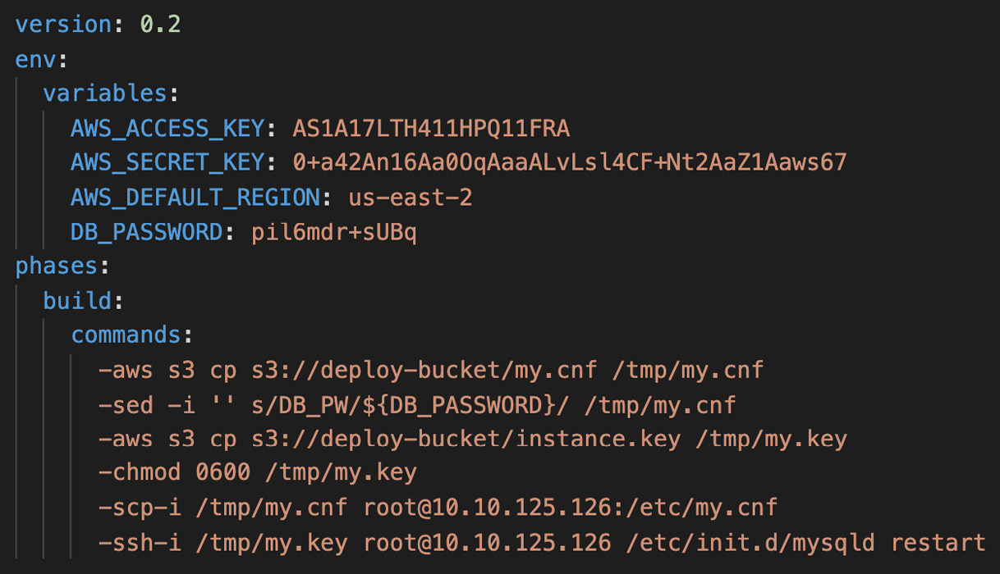 version: 0.2
env:
  variables:
    AWS_ACCESS_KEY: AS1A17LTH411HPQ11FRA
    AWS_SECRET_KEY: 0+a42An16Aa0OqAaaALvLsl4CF+Nt2AaZ1Aaws67
    AWS_DEFAULT_REGION: us-east-2
    DB_PASSWORD: pil6mdr+sUBq
phases:
  build:
    commands:
      -aws s3 cp s3://deploy-bucket/my.cnf /tmp/my.cnf
      -sed -i '' s/DB_PW/${DB_PASSWORD}/ /tmp/my.cnf
      -aws s3 cp s3://deploy-bucket/instance.key /tmp/my.key
      -chmod 0600 /tmp/my.key
      -scp-i /tmp/my.cnf root@10.10.125.126:/etc/my.cnf
      -ssh-i /tmp/my.key root@10.10.125.126 /etc/init.d/mysqld restart